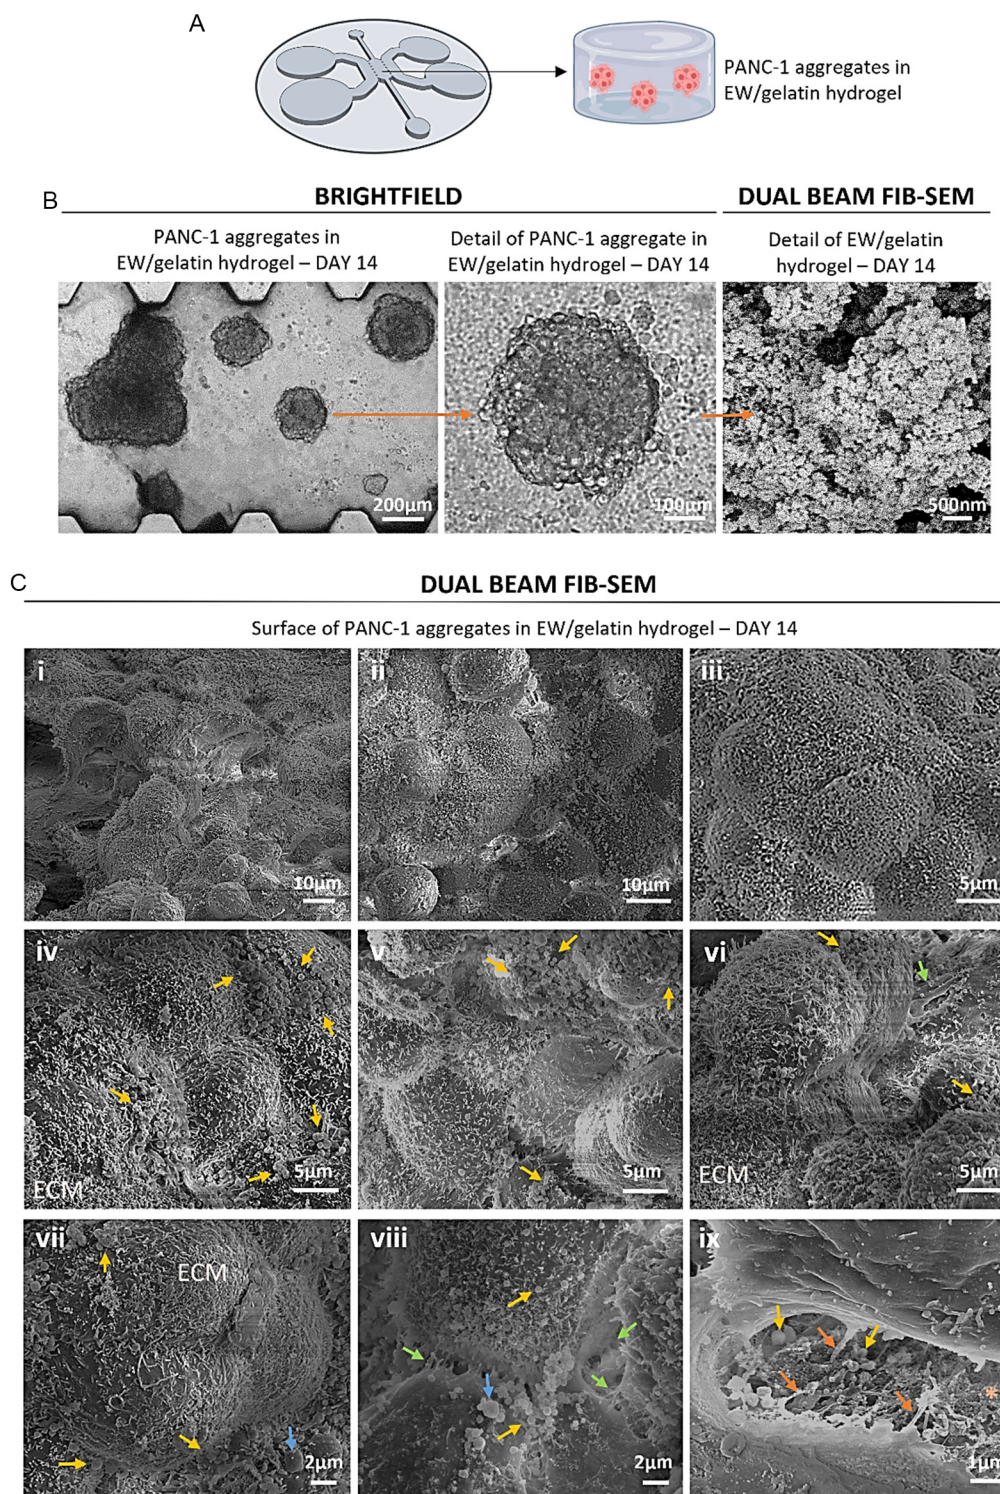 A
PANC-1 aggregates in
EW/gelatin hydrogel
B
BRIGHTFIELD
DUAL BEAM FIB-SEM
PANC-1 aggregates in
EW/gelatin hydrogel – DAY 14
Detail of PANC-1 aggregate in
EW/gelatin hydrogel – DAY 14
Detail of EW/gelatin
hydrogel – DAY 14
200µm
100µm
500nm
C
DUAL BEAM FIB-SEM
Surface of PANC-1 aggregates in EW/gelatin hydrogel – DAY 14
i
ii
iii
10µm
10µm
5µm
iv
v
vi
ECM
5µm
5µm
ECM
5µm
vii
viii
ix
ECM
*
2µm
2µm
1µm